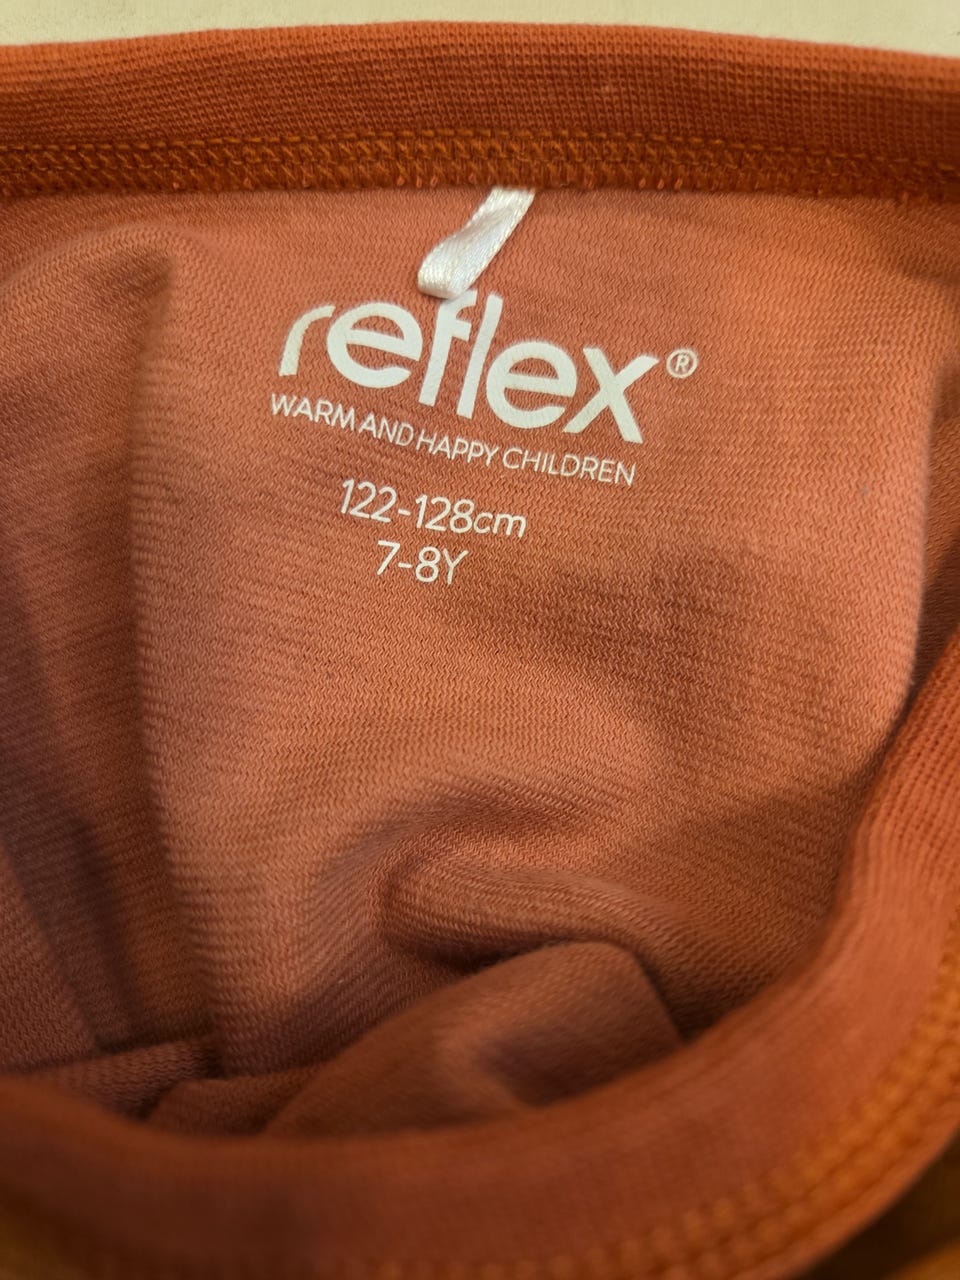 reflex®
WARM AND HAPPY CHILDREN
122-128cm
7-8Y